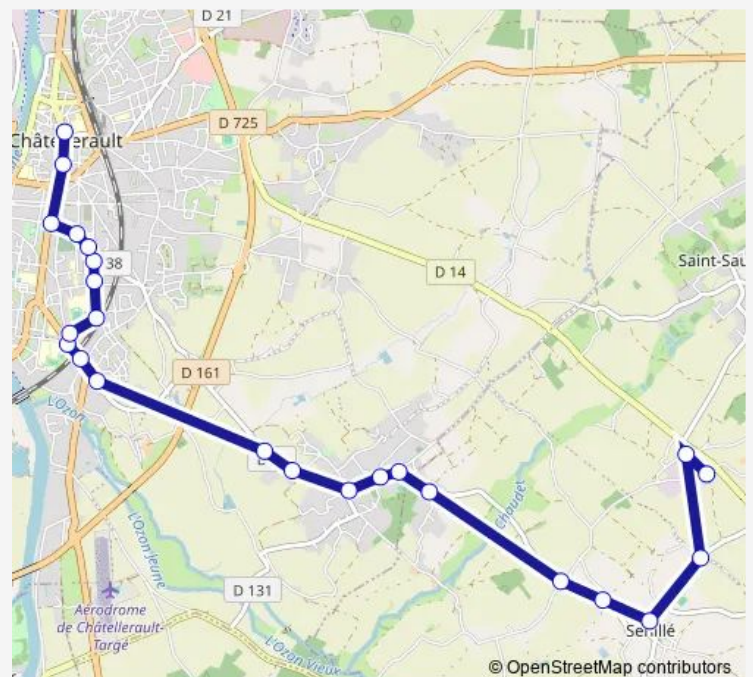 D 21
Châtellerault
D 725
38
Saint-Sau
D 14
D 161
L'Ozon
Chaudet
L'Ozon Jeune
D 131
Aérodrome
de Châtellerault-
Targé
L'Ozon Vieux
Senillé
© OpenStreetMap contributors